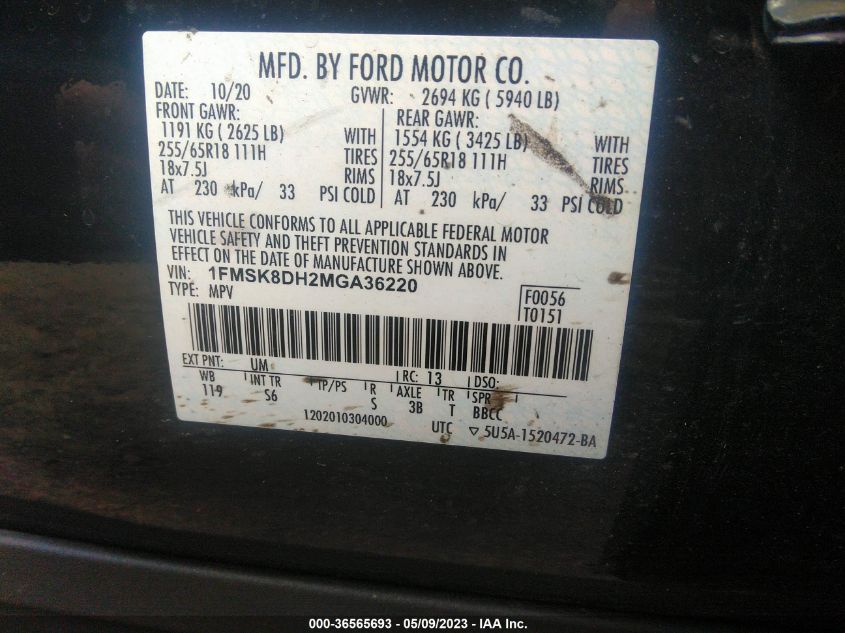 MFD. BY FORD MOTOR CO.
DATE: 10/20 GVWR: 2694 KG ( 5940 LB)
FRONT GAWR: REAR GAWR:
1191 KG ( 2625 LB) WITH 1554 KG ( 3425 LB) WITH
255/65R18 111H TIRES 255/65R18 111H TIRES
18x7.5J RIMS 18x7.5J RIMS
AT 230 kPa/ 33 PSI COLD AT 230 kPa/ 33 PSI COLD
THIS VEHICLE CONFORMS TO ALL APPLICABLE FEDERAL MOTOR
VEHICLE SAFETY AND THEFT PREVENTION STANDARDS IN
EFFECT ON THE DATE OF MANUFACTURE SHOWN ABOVE.
VIN: 1FMSK8DH2MGA36220
TYPE: MPV
F0056
T0151
EXT PNT: UM RC: 13 DSO:
WB INT TR TP/PS R AXLE TR SPR
119 S6 S 3B T BBCC
1202010304000
UTC ▽ 5U5A-1520472-BA
000-36565693 - 05/09/2023 - IAA Inc.